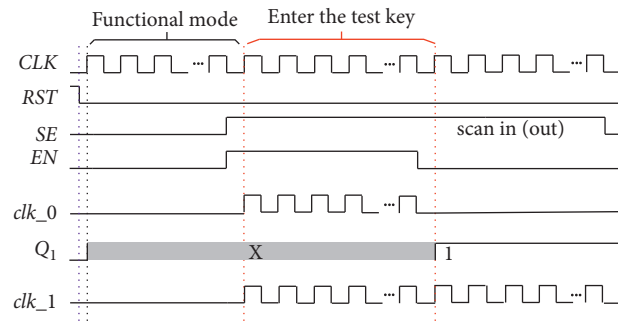 Functional mode
Enter the test key
CLK
...
...
...
RST
SE
scan in (out)
EN
clk_0
...
Q1
X
1
clk_1
...
...